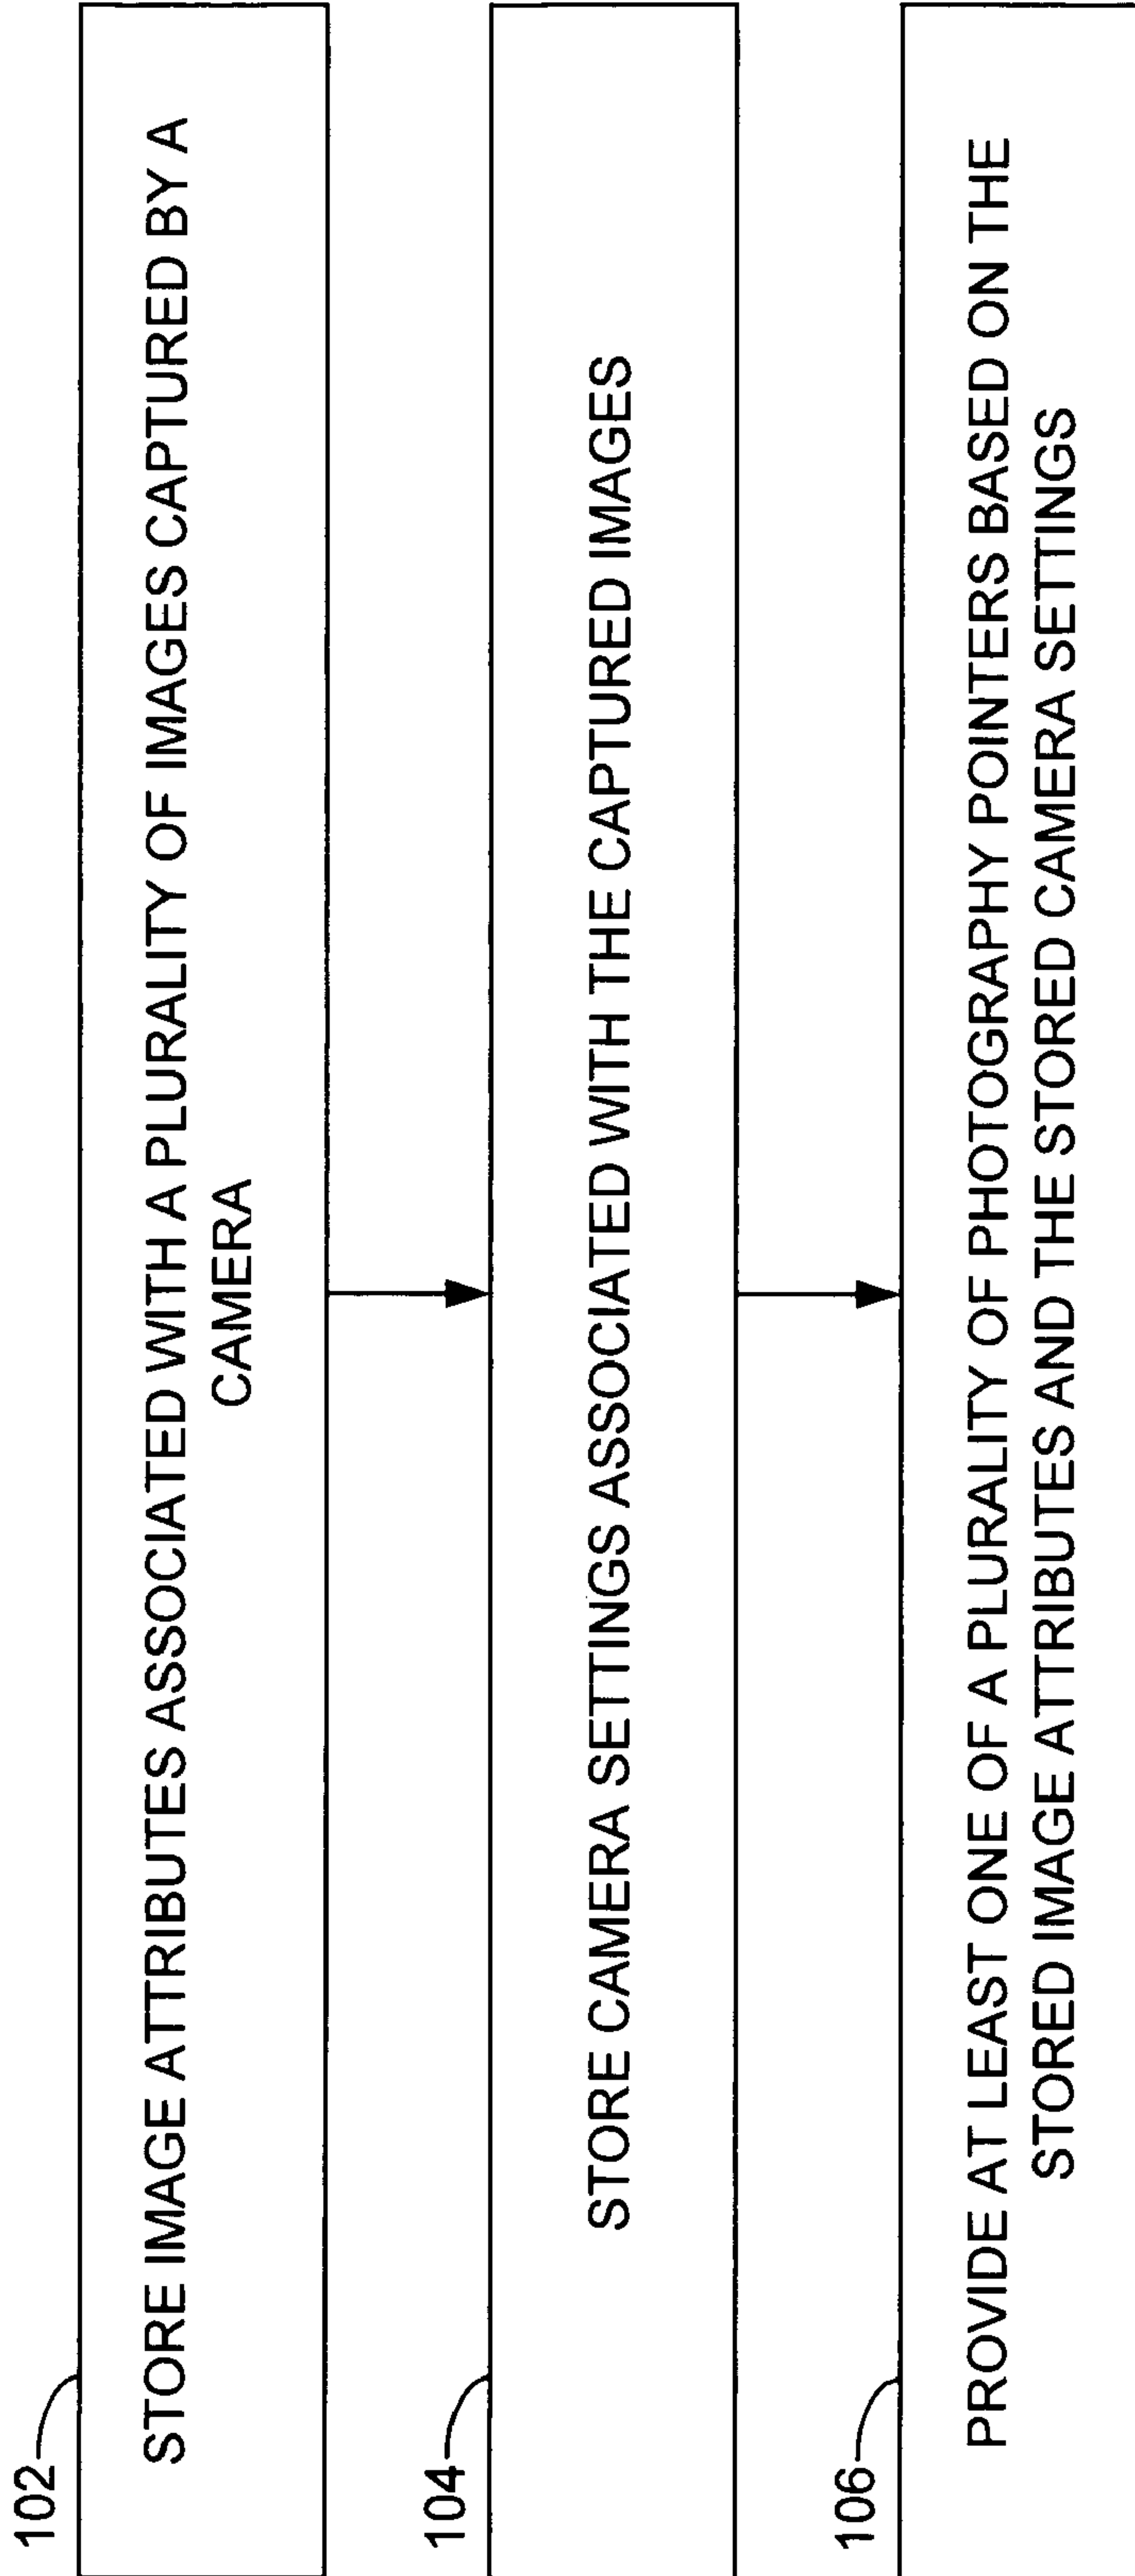 102
STORE IMAGE ATTRIBUTES ASSOCIATED WITH A PLURALITY OF IMAGES CAPTURED BY A
CAMERA
104
STORE CAMERA SETTINGS ASSOCIATED WITH THE CAPTURED IMAGES
106
PROVIDE AT LEAST ONE OF A PLURALITY OF PHOTOGRAPHY POINTERS BASED ON THE
STORED IMAGE ATTRIBUTES AND THE STORED CAMERA SETTINGS